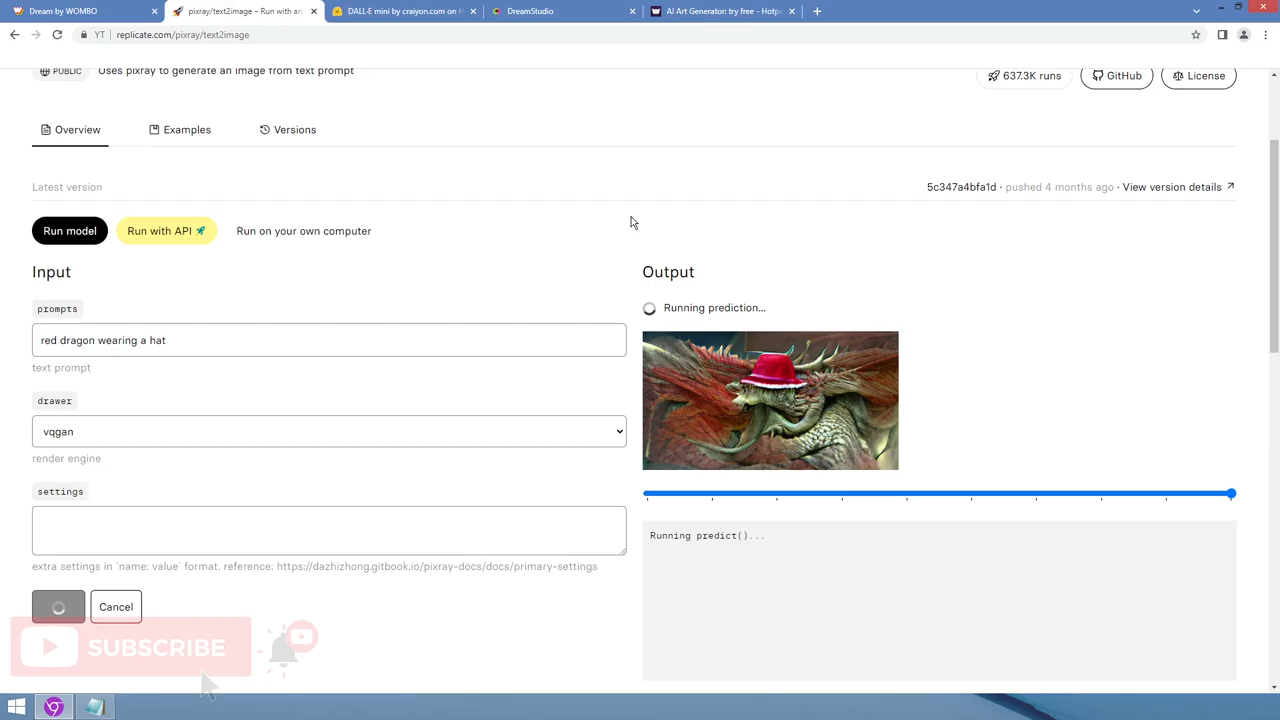 Dream by WOMBO
pixray/text2image – Run with an
DALL-E mini by craiyon.com on H
DreamStudio
AI Art Generator: try free - Hotpo
YT replicate.com/pixray/text2image
PUBLIC Uses pixray to generate an image from text prompt
637.3K runs GitHub License
Overview Examples Versions
Latest version
5c347a4bfa1d · pushed 4 months ago · View version details
Run model Run with API Run on your own computer
Input
prompts
red dragon wearing a hat
text prompt
drawer
vqgan
render engine
settings
extra settings in `name: value` format. reference: https://dazhizhong.gitbook.io/pixray-docs/docs/primary-settings
Cancel
Output
Running prediction...
Running predict()...
SUBSCRIBE